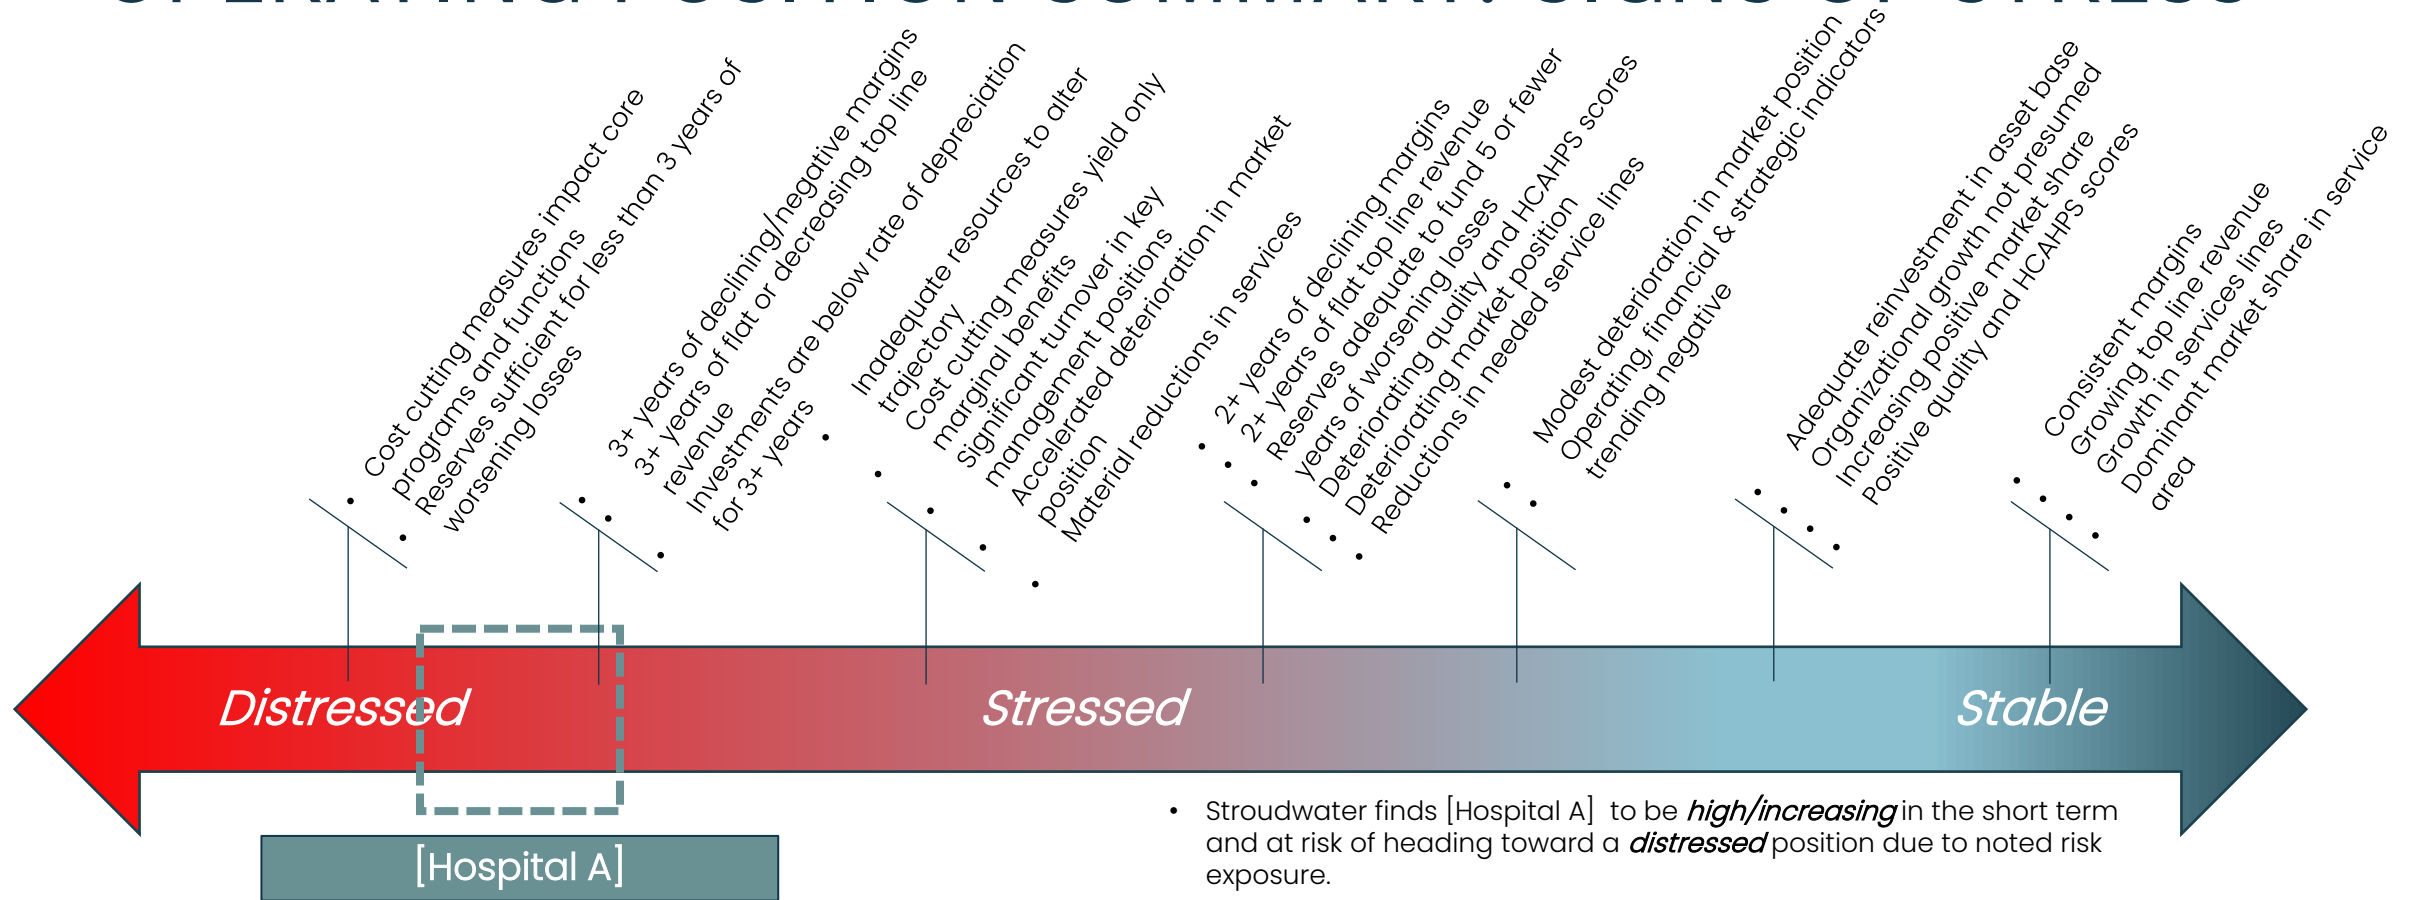 OPERATING POSITION SUMMARY: SIGNS OF STRESS
• Cost cutting measures impact core
programs and functions
• Reserves sufficient for less than 3 years of
worsening losses
• 3+ years of declining/negative margins
• 3+ years of flat or decreasing top line
revenue
• Investments are below rate of depreciation
for 3+ years
• Inadequate resources to alter
trajectory
• Cost cutting measures yield only
marginal benefits
• Significant turnover in key
management positions
• Accelerated deterioration in market
position
• Material reductions in services
• 2+ years of declining margins
• 2+ years of flat top line revenue
• Reserves adequate to fund 5 or fewer
years of worsening losses
• Deteriorating quality and HCAHPS scores
• Deteriorating market position
• Reductions in needed service lines
• Modest deterioration in market position
• Operating, financial & strategic indicators
trending negative
• Adequate reinvestment in asset base
• Organizational growth not presumed
• Increasing positive market share
• Positive quality and HCAHPS scores
• Consistent margins
• Growing top line revenue
• Growth in services lines
• Dominant market share in service
area
Distressed
Stressed
Stable
[Hospital A]
• Stroudwater finds [Hospital A] to be high/increasing in the short term
and at risk of heading toward a distressed position due to noted risk
exposure.